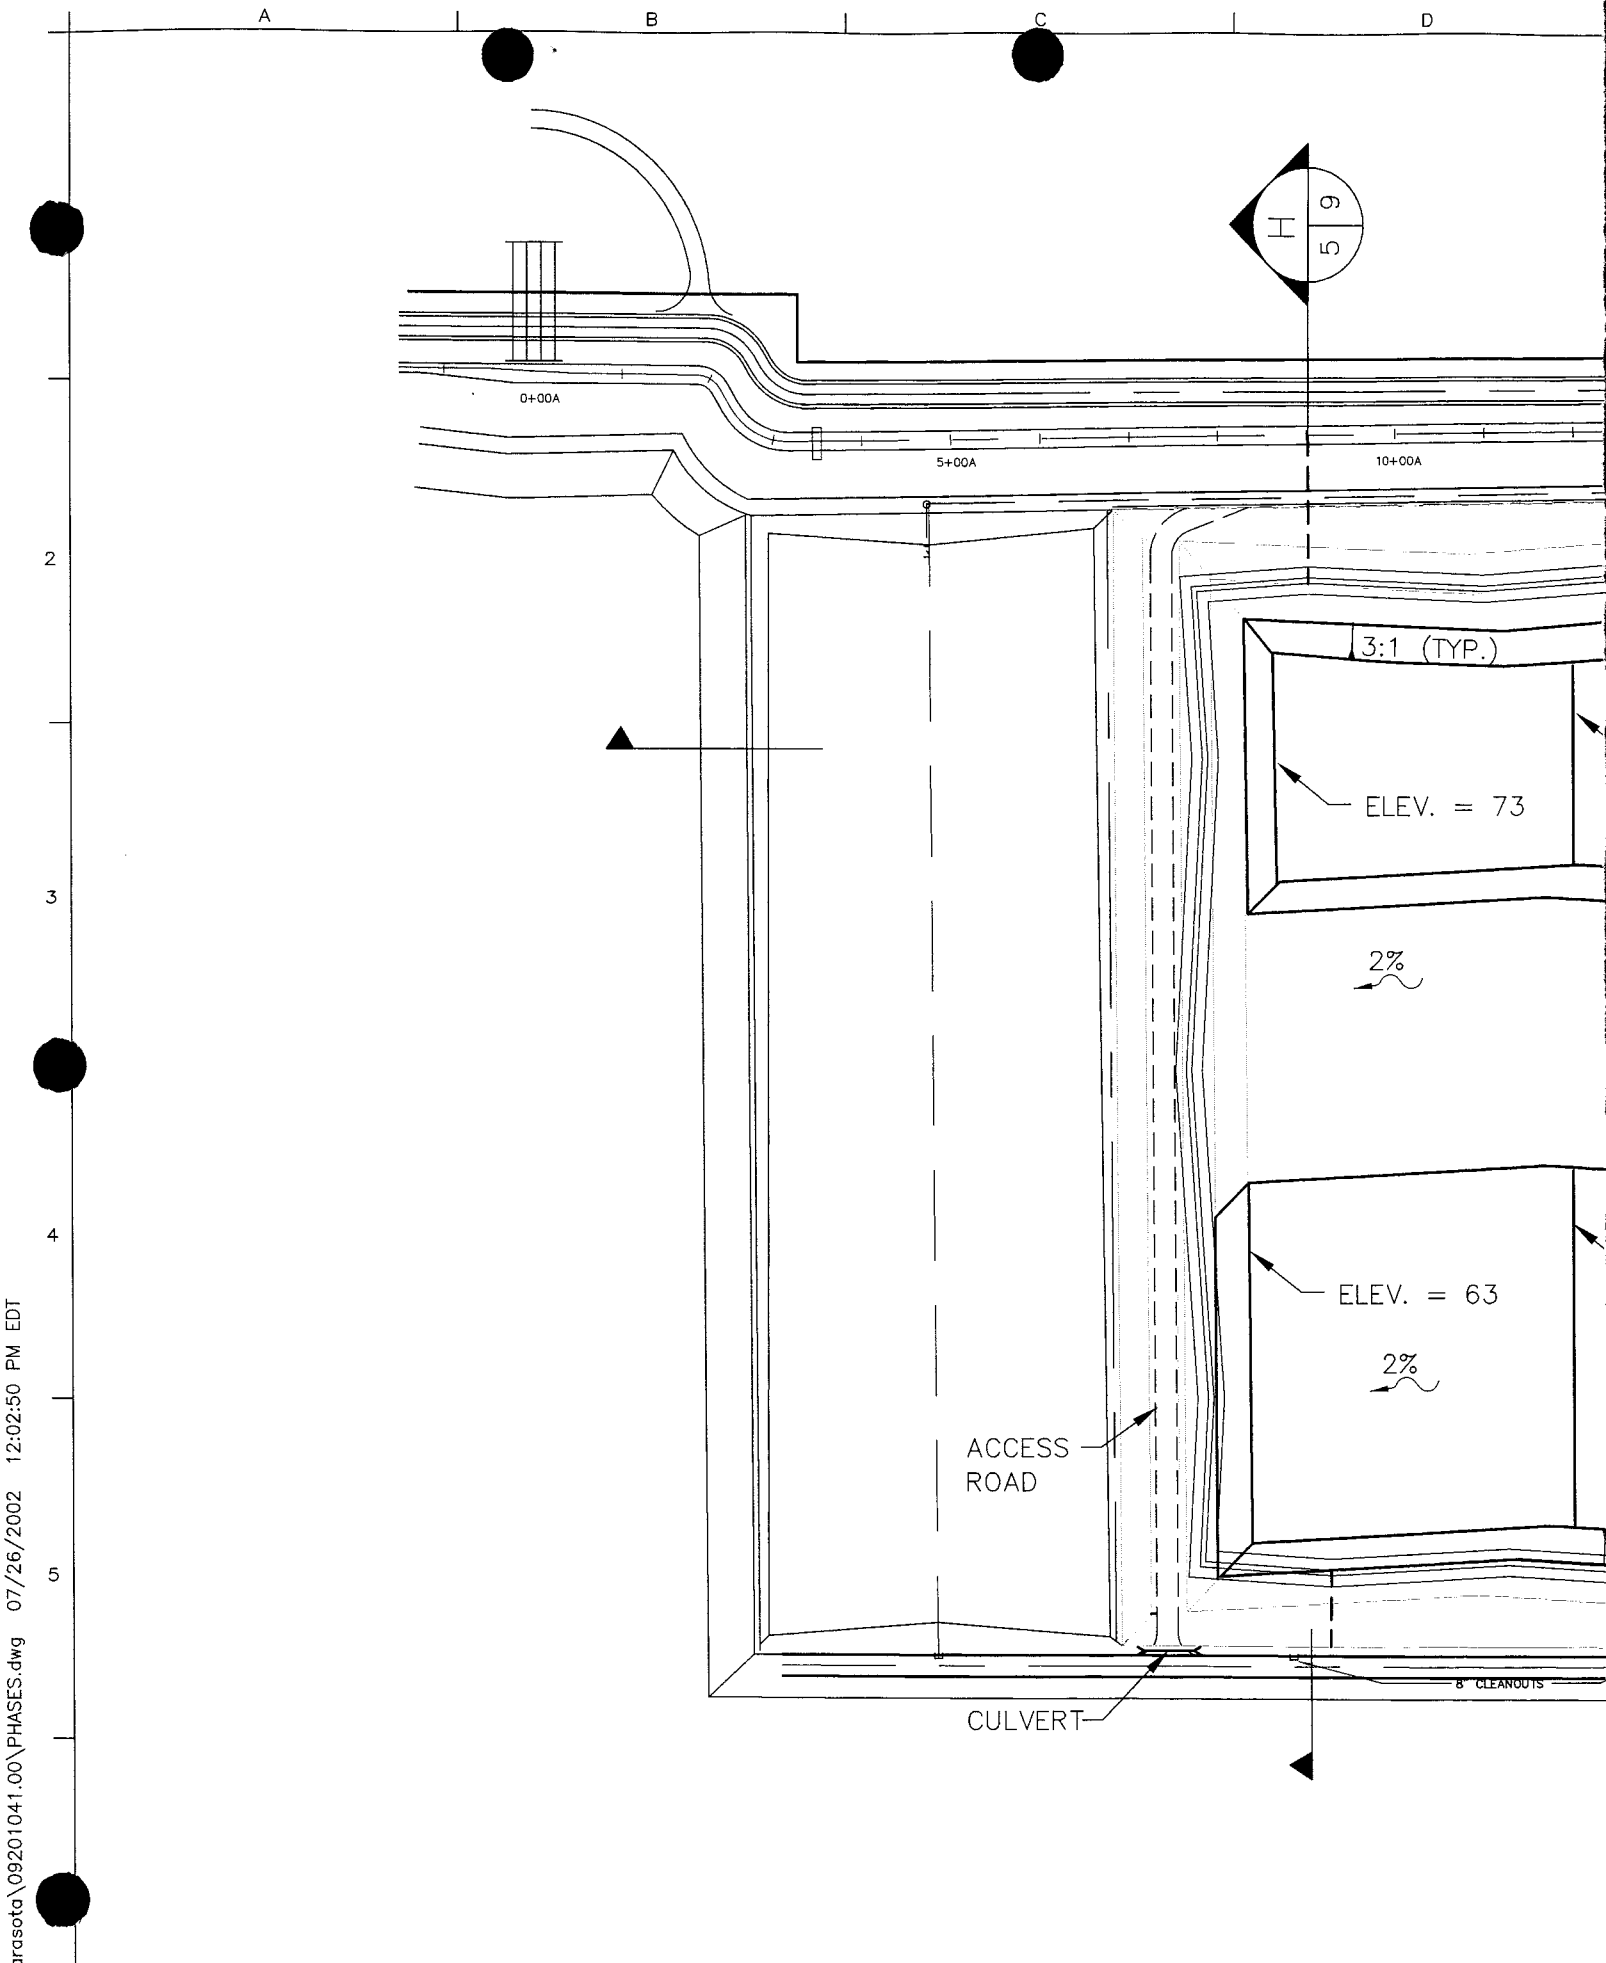 A
B
C
D
H
9
5
0+00A
5+00A
10+00A
2
3:1 (TYP.)
ELEV. = 73
3
2%
4
ELEV. = 63
2%
ACCESS
ROAD
5
8" CLEANOUTS
CULVERT
arasota\09201041.00\PHASES.dwg 07/26/2002 12:02:50 PM EDT